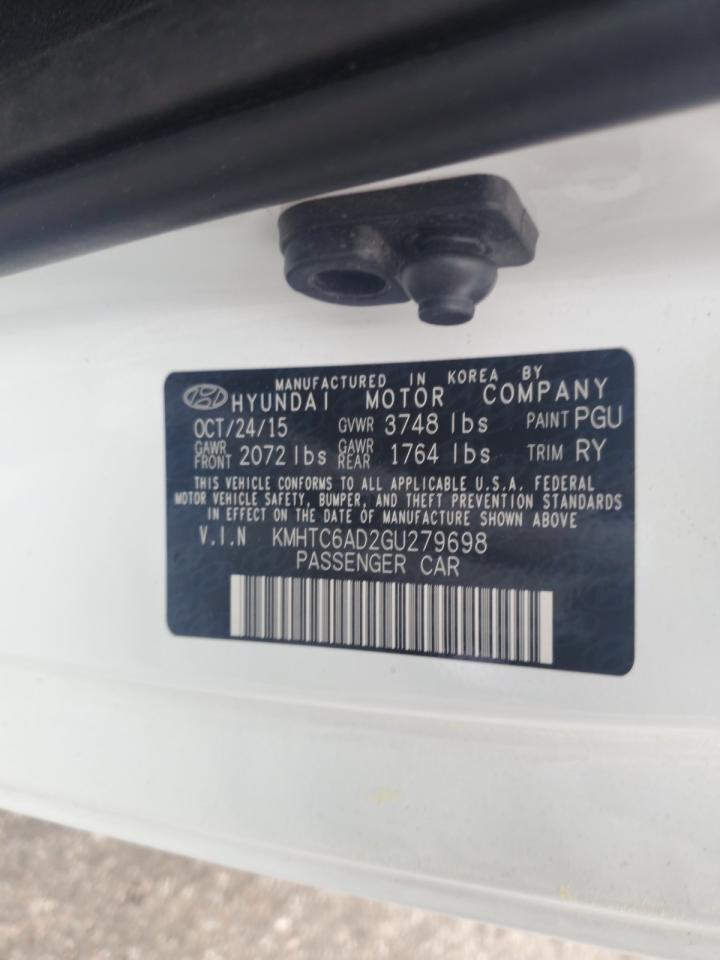 MANUFACTURED IN KOREA BY
HYUNDAI MOTOR COMPANY
OCT/24/15 GVWR 3748 lbs PAINT PGU
GAWR FRONT 2072 lbs GAWR REAR 1764 lbs TRIM RY
THIS VEHICLE CONFORMS TO ALL APPLICABLE U.S.A. FEDERAL
MOTOR VEHICLE SAFETY, BUMPER, AND THEFT PREVENTION STANDARDS
IN EFFECT ON THE DATE OF MANUFACTURE SHOWN ABOVE
V.I.N KMHTC6AD2GU279698
PASSENGER CAR